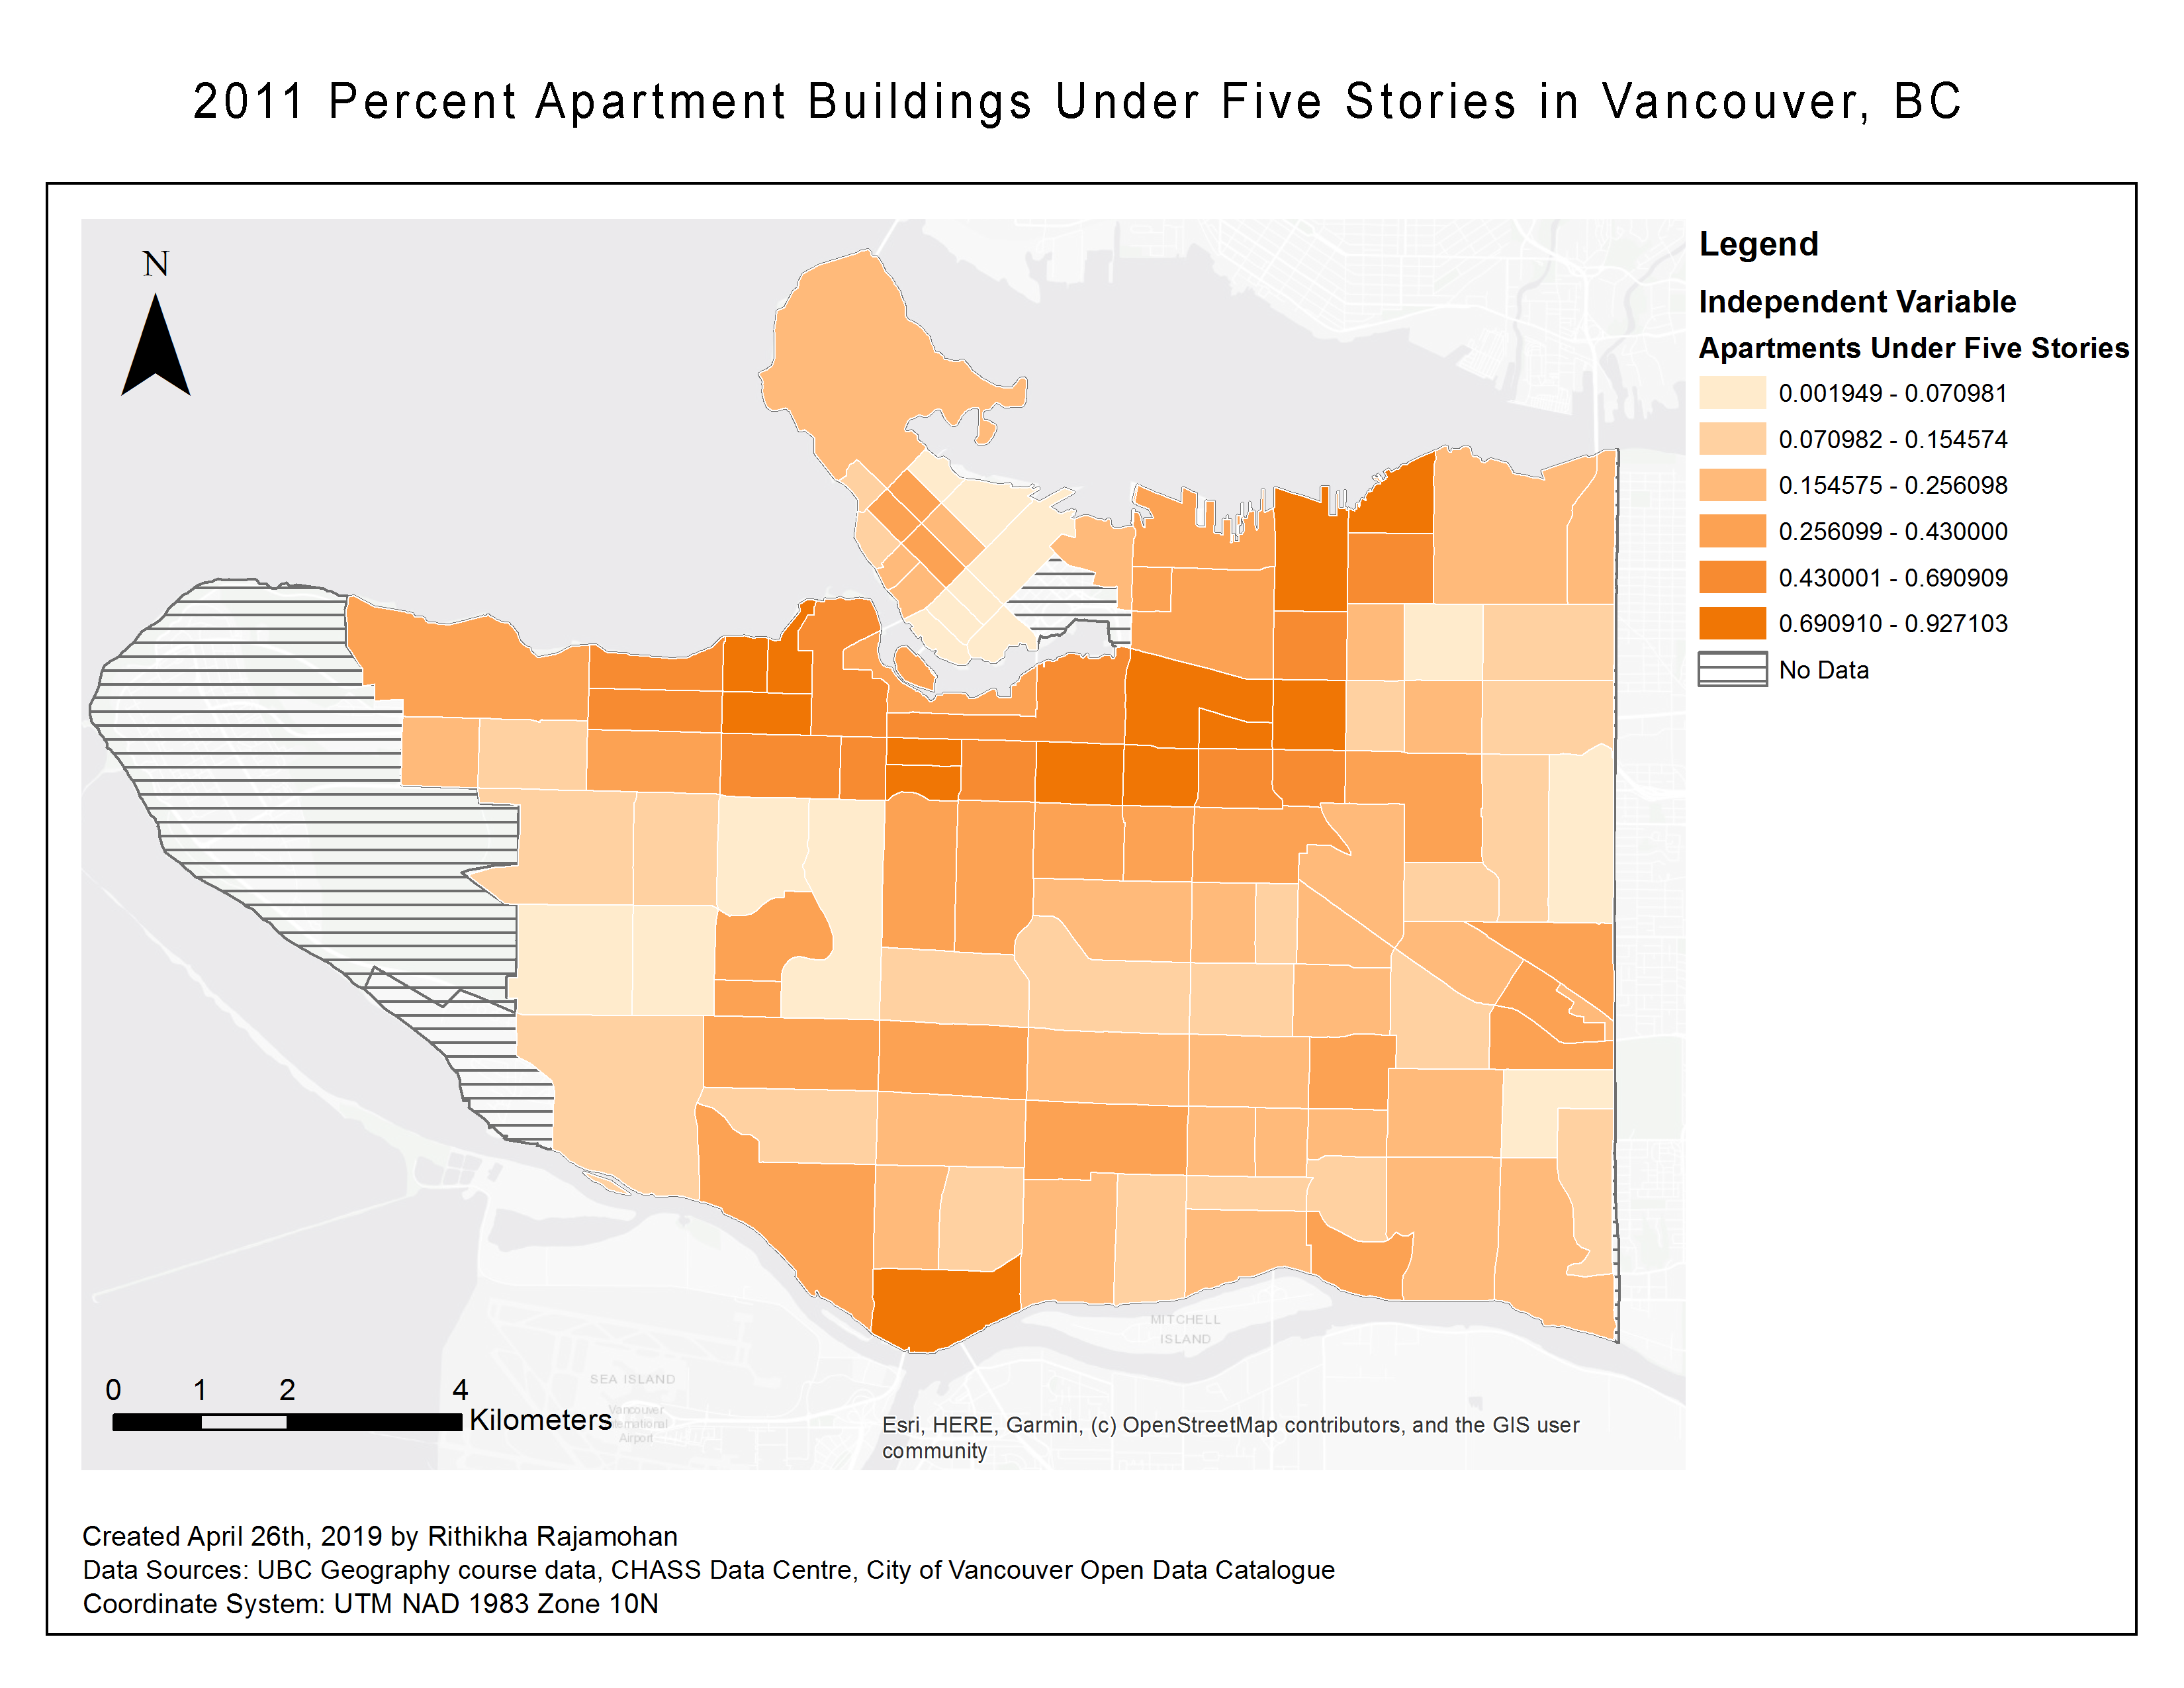 2011 Percent Apartment Buildings Under Five Stories in Vancouver, BC
N
Legend
Independent Variable
Apartments Under Five Stories
0.001949 - 0.070981
0.070982 - 0.154574
0.154575 - 0.256098
0.256099 - 0.430000
0.430001 - 0.690909
0.690910 - 0.927103
No Data
MITCHELL
ISLAND
SEA ISLAND
Vancouver
International
Airport
0 1 2 4
Kilometers
Esri, HERE, Garmin, (c) OpenStreetMap contributors, and the GIS user
community
Created April 26th, 2019 by Rithikha Rajamohan
Data Sources: UBC Geography course data, CHASS Data Centre, City of Vancouver Open Data Catalogue
Coordinate System: UTM NAD 1983 Zone 10N